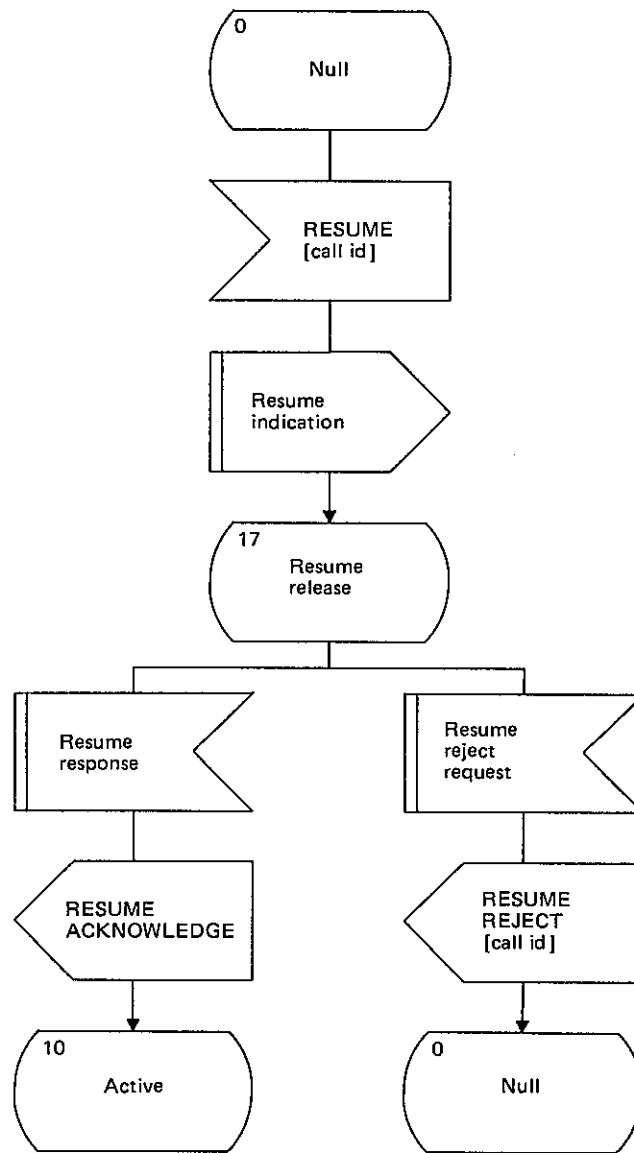 0
Null
RESUME
[call id]
Resume
indication
17
Resume
release
Resume
response
Resume
reject
request
RESUME
ACKNOWLEDGE
RESUME
REJECT
[call id]
10
Active
0
Null